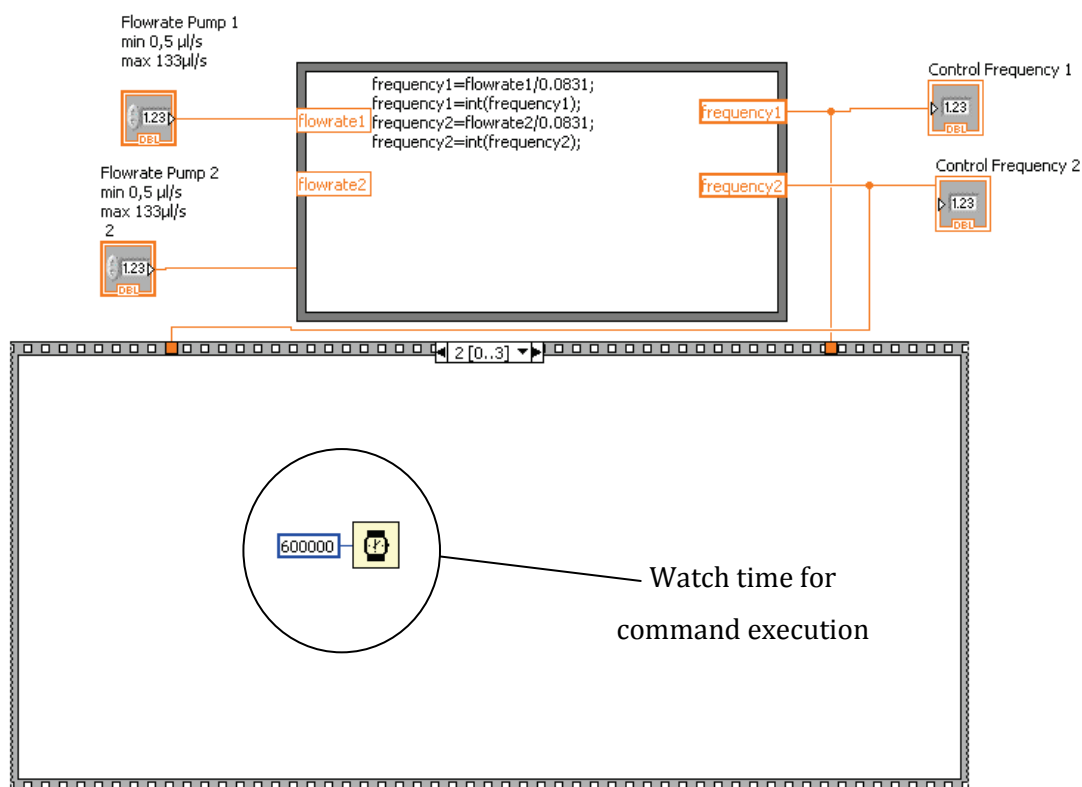 Flowrate Pump 1
min 0,5 µl/s
max 133µl/s
1.23
DBL
Flowrate Pump 2
min 0,5 µl/s
max 133µl/s
2
1.23
DBL
flowrate1
flowrate2
frequency1=flowrate1/0.0831;
frequency1=int(frequency1);
frequency2=flowrate2/0.0831;
frequency2=int(frequency2);
frequency1
frequency2
Control Frequency 1
1.23
DBL
Control Frequency 2
1.23
DBL
2 [0..3]
600000
Watch time for
command execution